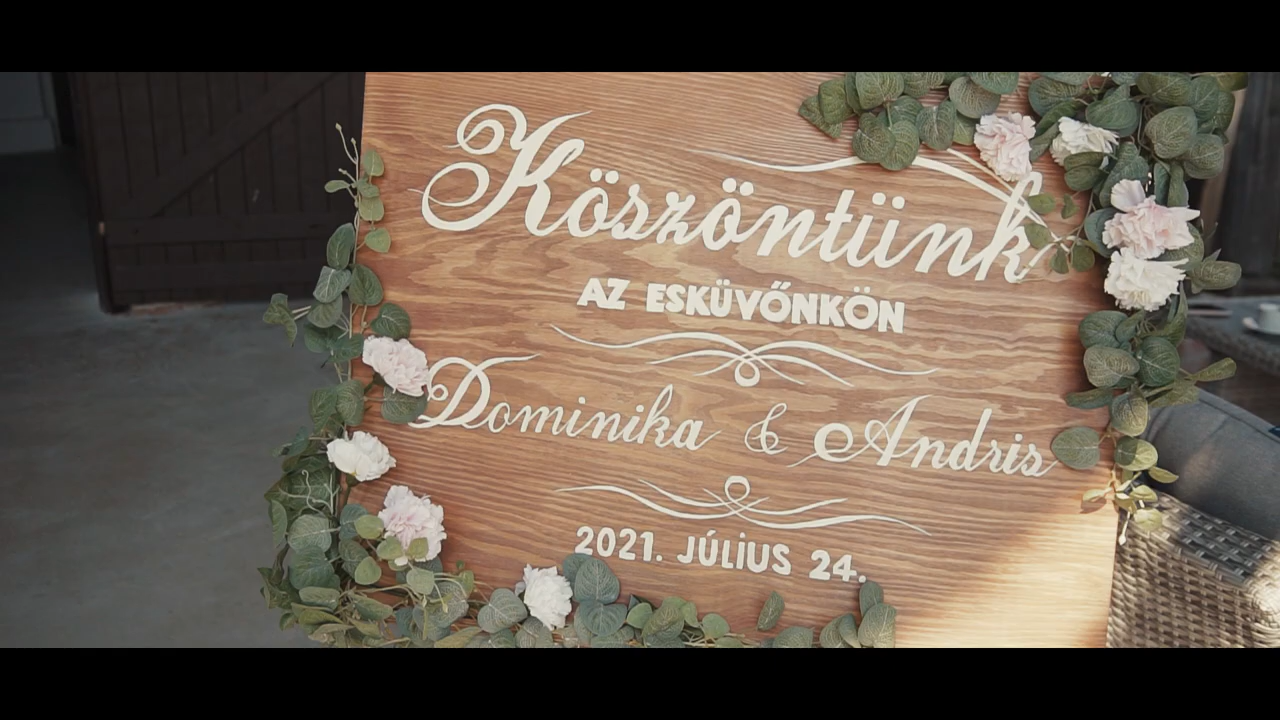 Köszöntünk
AZ ESKÜVŐNKÖN
Dominika & Andris
2021. JÚLIUS 24.